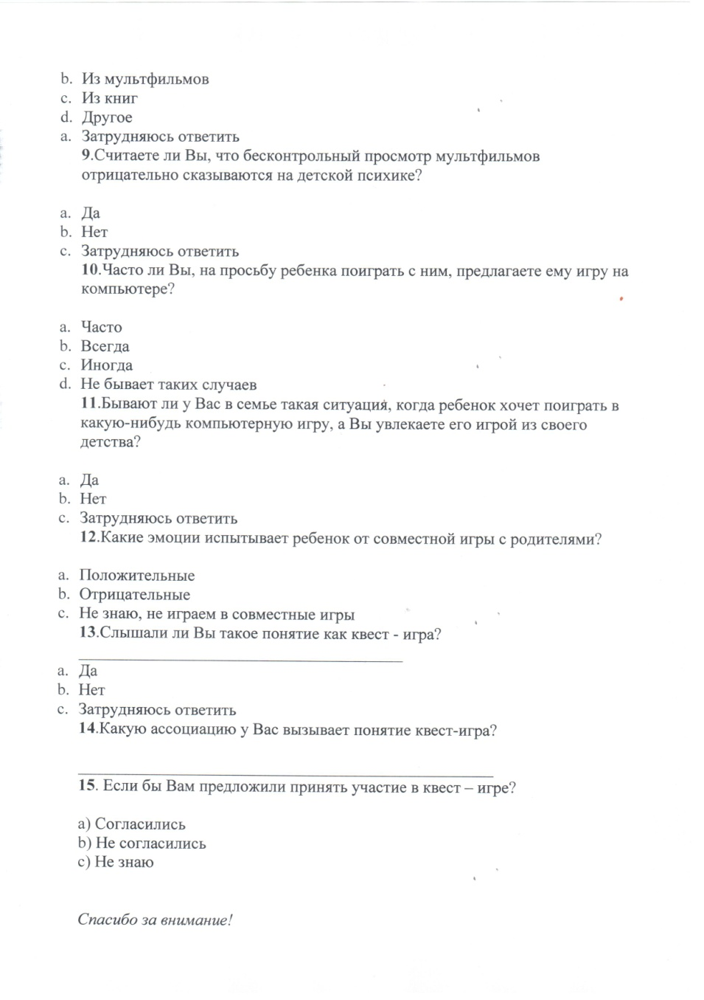 b. Из мультфильмов
c. Из книг
d. Другое
a. Затрудняюсь ответить
9.Считаете ли Вы, что бесконтрольный просмотр мультфильмов
отрицательно сказываются на детской психике?
a. Да
b. Нет
c. Затрудняюсь ответить
10.Часто ли Вы, на просьбу ребенка поиграть с ним, предлагаете ему игру на
компьютере?
a. Часто
b. Всегда
c. Иногда
d. Не бывает таких случаев
11.Бывают ли у Вас в семье такая ситуация, когда ребенок хочет поиграть в
какую-нибудь компьютерную игру, а Вы увлекаете его игрой из своего
детства?
a. Да
b. Нет
c. Затрудняюсь ответить
12.Какие эмоции испытывает ребенок от совместной игры с родителями?
a. Положительные
b. Отрицательные
c. Не знаю, не играем в совместные игры
13.Слышали ли Вы такое понятие как квест - игра?
a. Да
b. Нет
c. Затрудняюсь ответить
14.Какую ассоциацию у Вас вызывает понятие квест-игра?
15. Если бы Вам предложили принять участие в квест – игре?
a) Согласились
b) Не согласились
c) Не знаю
Спасибо за внимание!